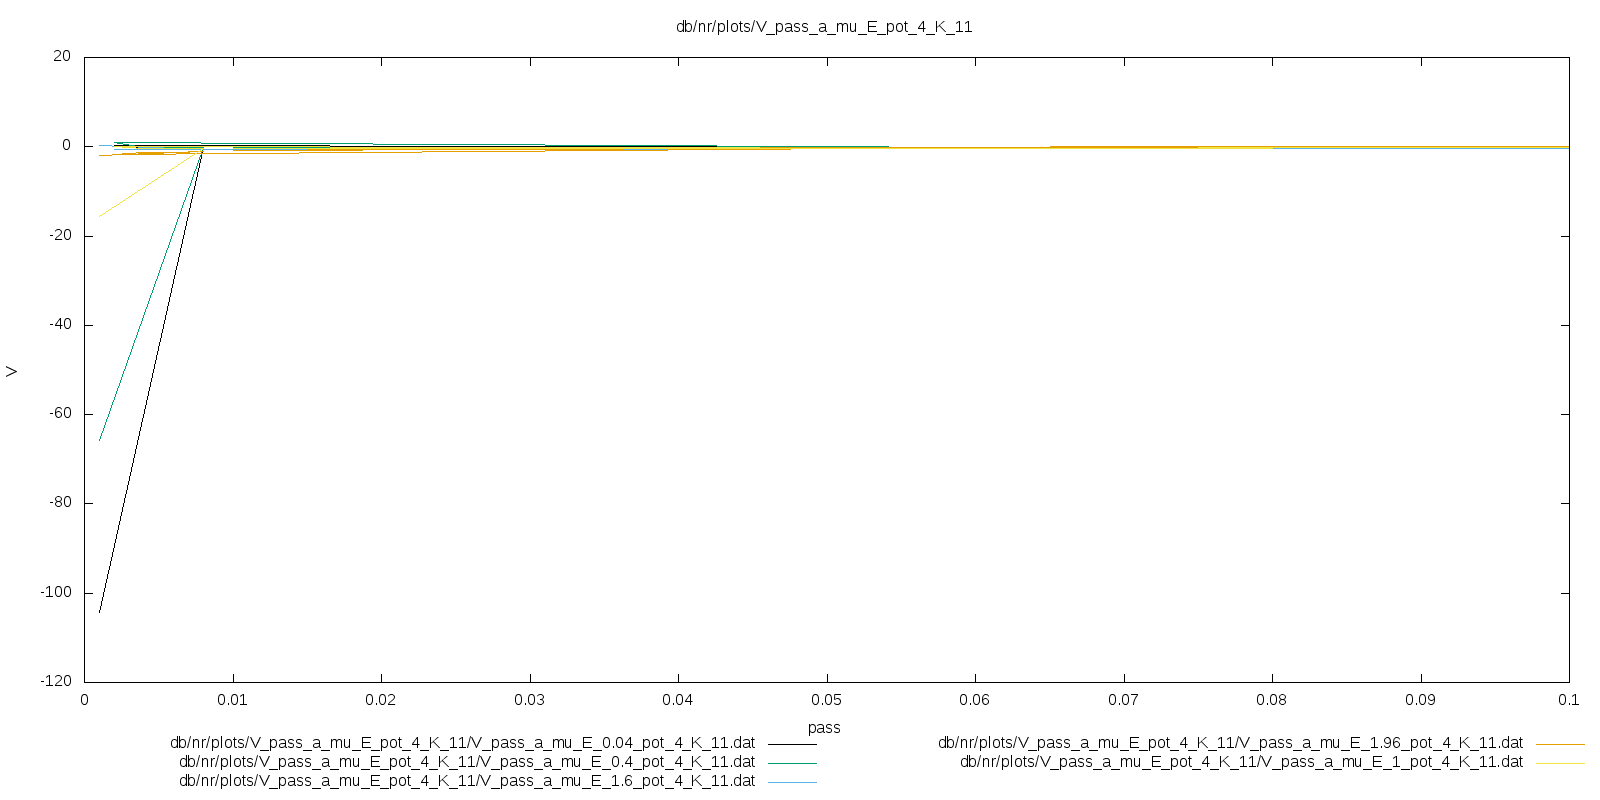 db/nr/plots/V_pass_a_mu_E_pot_4_K_11
20
0
-20
-40
-60
-80
-100
-120
V
0 0.01 0.02 0.03 0.04 0.05 0.06 0.07 0.08 0.09 0.1
pass
db/nr/plots/V_pass_a_mu_E_pot_4_K_11/V_pass_a_mu_E_0.04_pot_4_K_11.dat
db/nr/plots/V_pass_a_mu_E_pot_4_K_11/V_pass_a_mu_E_0.4_pot_4_K_11.dat
db/nr/plots/V_pass_a_mu_E_pot_4_K_11/V_pass_a_mu_E_1.6_pot_4_K_11.dat
db/nr/plots/V_pass_a_mu_E_pot_4_K_11/V_pass_a_mu_E_1.96_pot_4_K_11.dat
db/nr/plots/V_pass_a_mu_E_pot_4_K_11/V_pass_a_mu_E_1_pot_4_K_11.dat